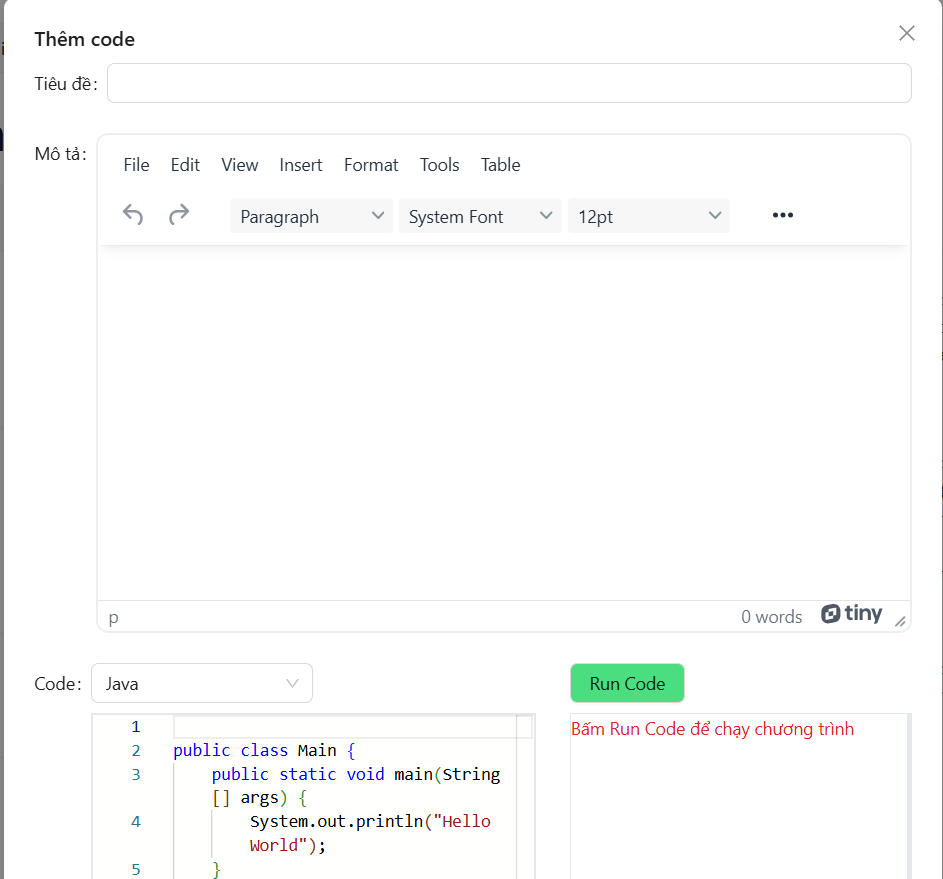 Thêm code
Tiêu đề:
Mô tả:
File Edit View Insert Format Tools Table
Paragraph System Font 12pt
p 0 words tiny
Code: Java Run Code
Bấm Run Code để chạy chương trình
1
2 public class Main {
3 public static void main(String
[] args) {
4 System.out.println("Hello
World");
5 }